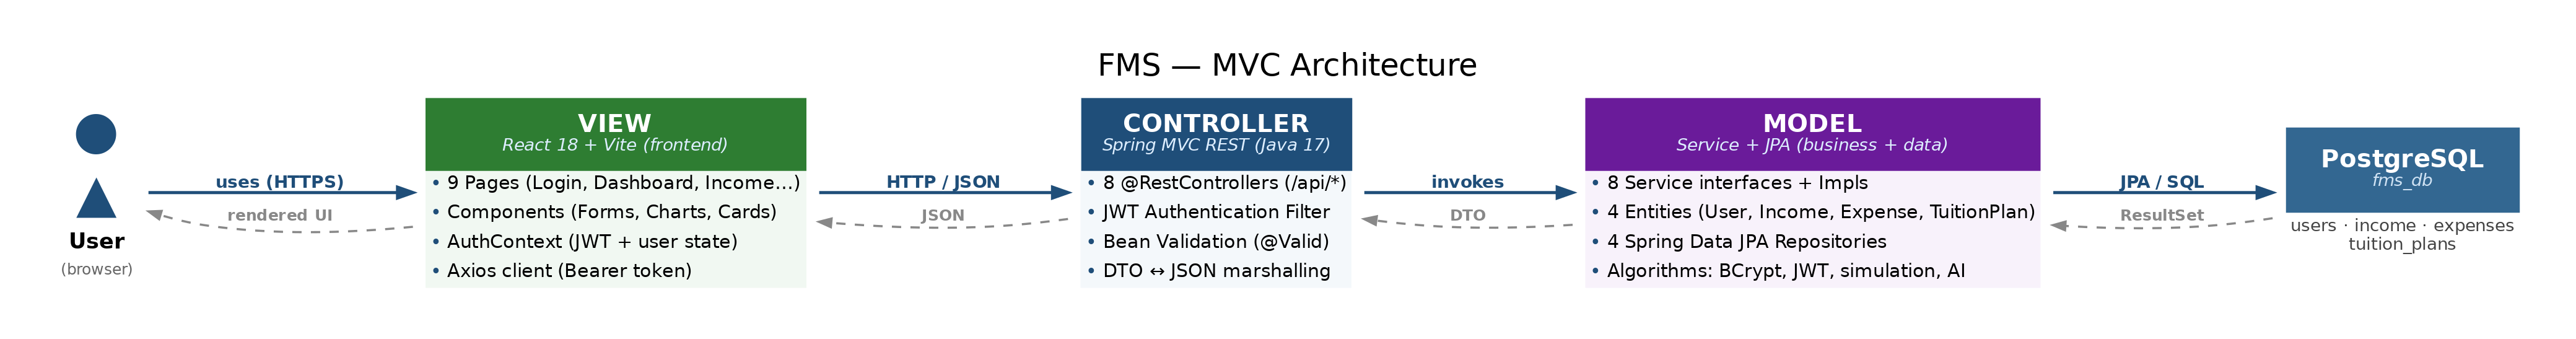 FMS — MVC Architecture
User
(browser)
uses (HTTPS)
rendered UI
VIEW
React 18 + Vite (frontend)
• 9 Pages (Login, Dashboard, Income...)
• Components (Forms, Charts, Cards)
• AuthContext (JWT + user state)
• Axios client (Bearer token)
HTTP / JSON
JSON
CONTROLLER
Spring MVC REST (Java 17)
• 8 @RestControllers (/api/*)
• JWT Authentication Filter
• Bean Validation (@Valid)
• DTO ↔ JSON marshalling
invokes
DTO
MODEL
Service + JPA (business + data)
• 8 Service interfaces + Impls
• 4 Entities (User, Income, Expense, TuitionPlan)
• 4 Spring Data JPA Repositories
• Algorithms: BCrypt, JWT, simulation, AI
JPA / SQL
ResultSet
PostgreSQL
fms_db
users · income · expenses
tuition_plans